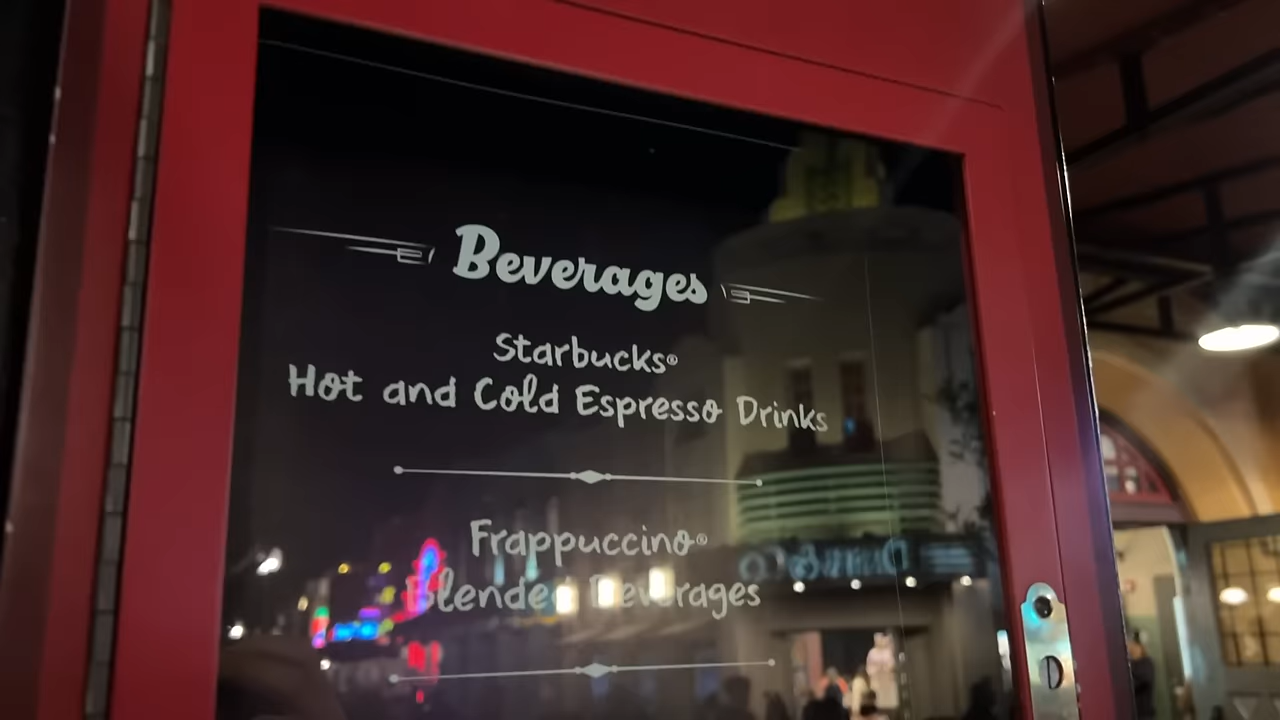 Beverages
Starbucks®
Hot and Cold Espresso Drinks
Frappuccino®
Blended Beverages